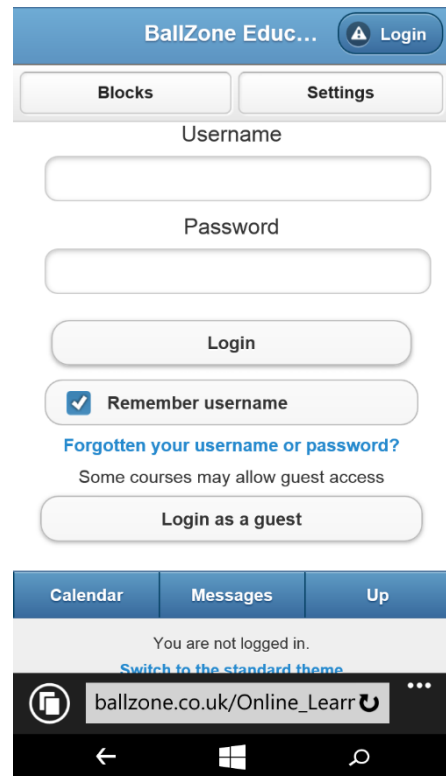 BallZone Educ... Login
Blocks Settings
Username
Password
Login
Remember username
Forgotten your username or password?
Some courses may allow guest access
Login as a guest
Calendar Messages Up
You are not logged in.
Switch to the standard theme
ballzone.co.uk/Online_Learr